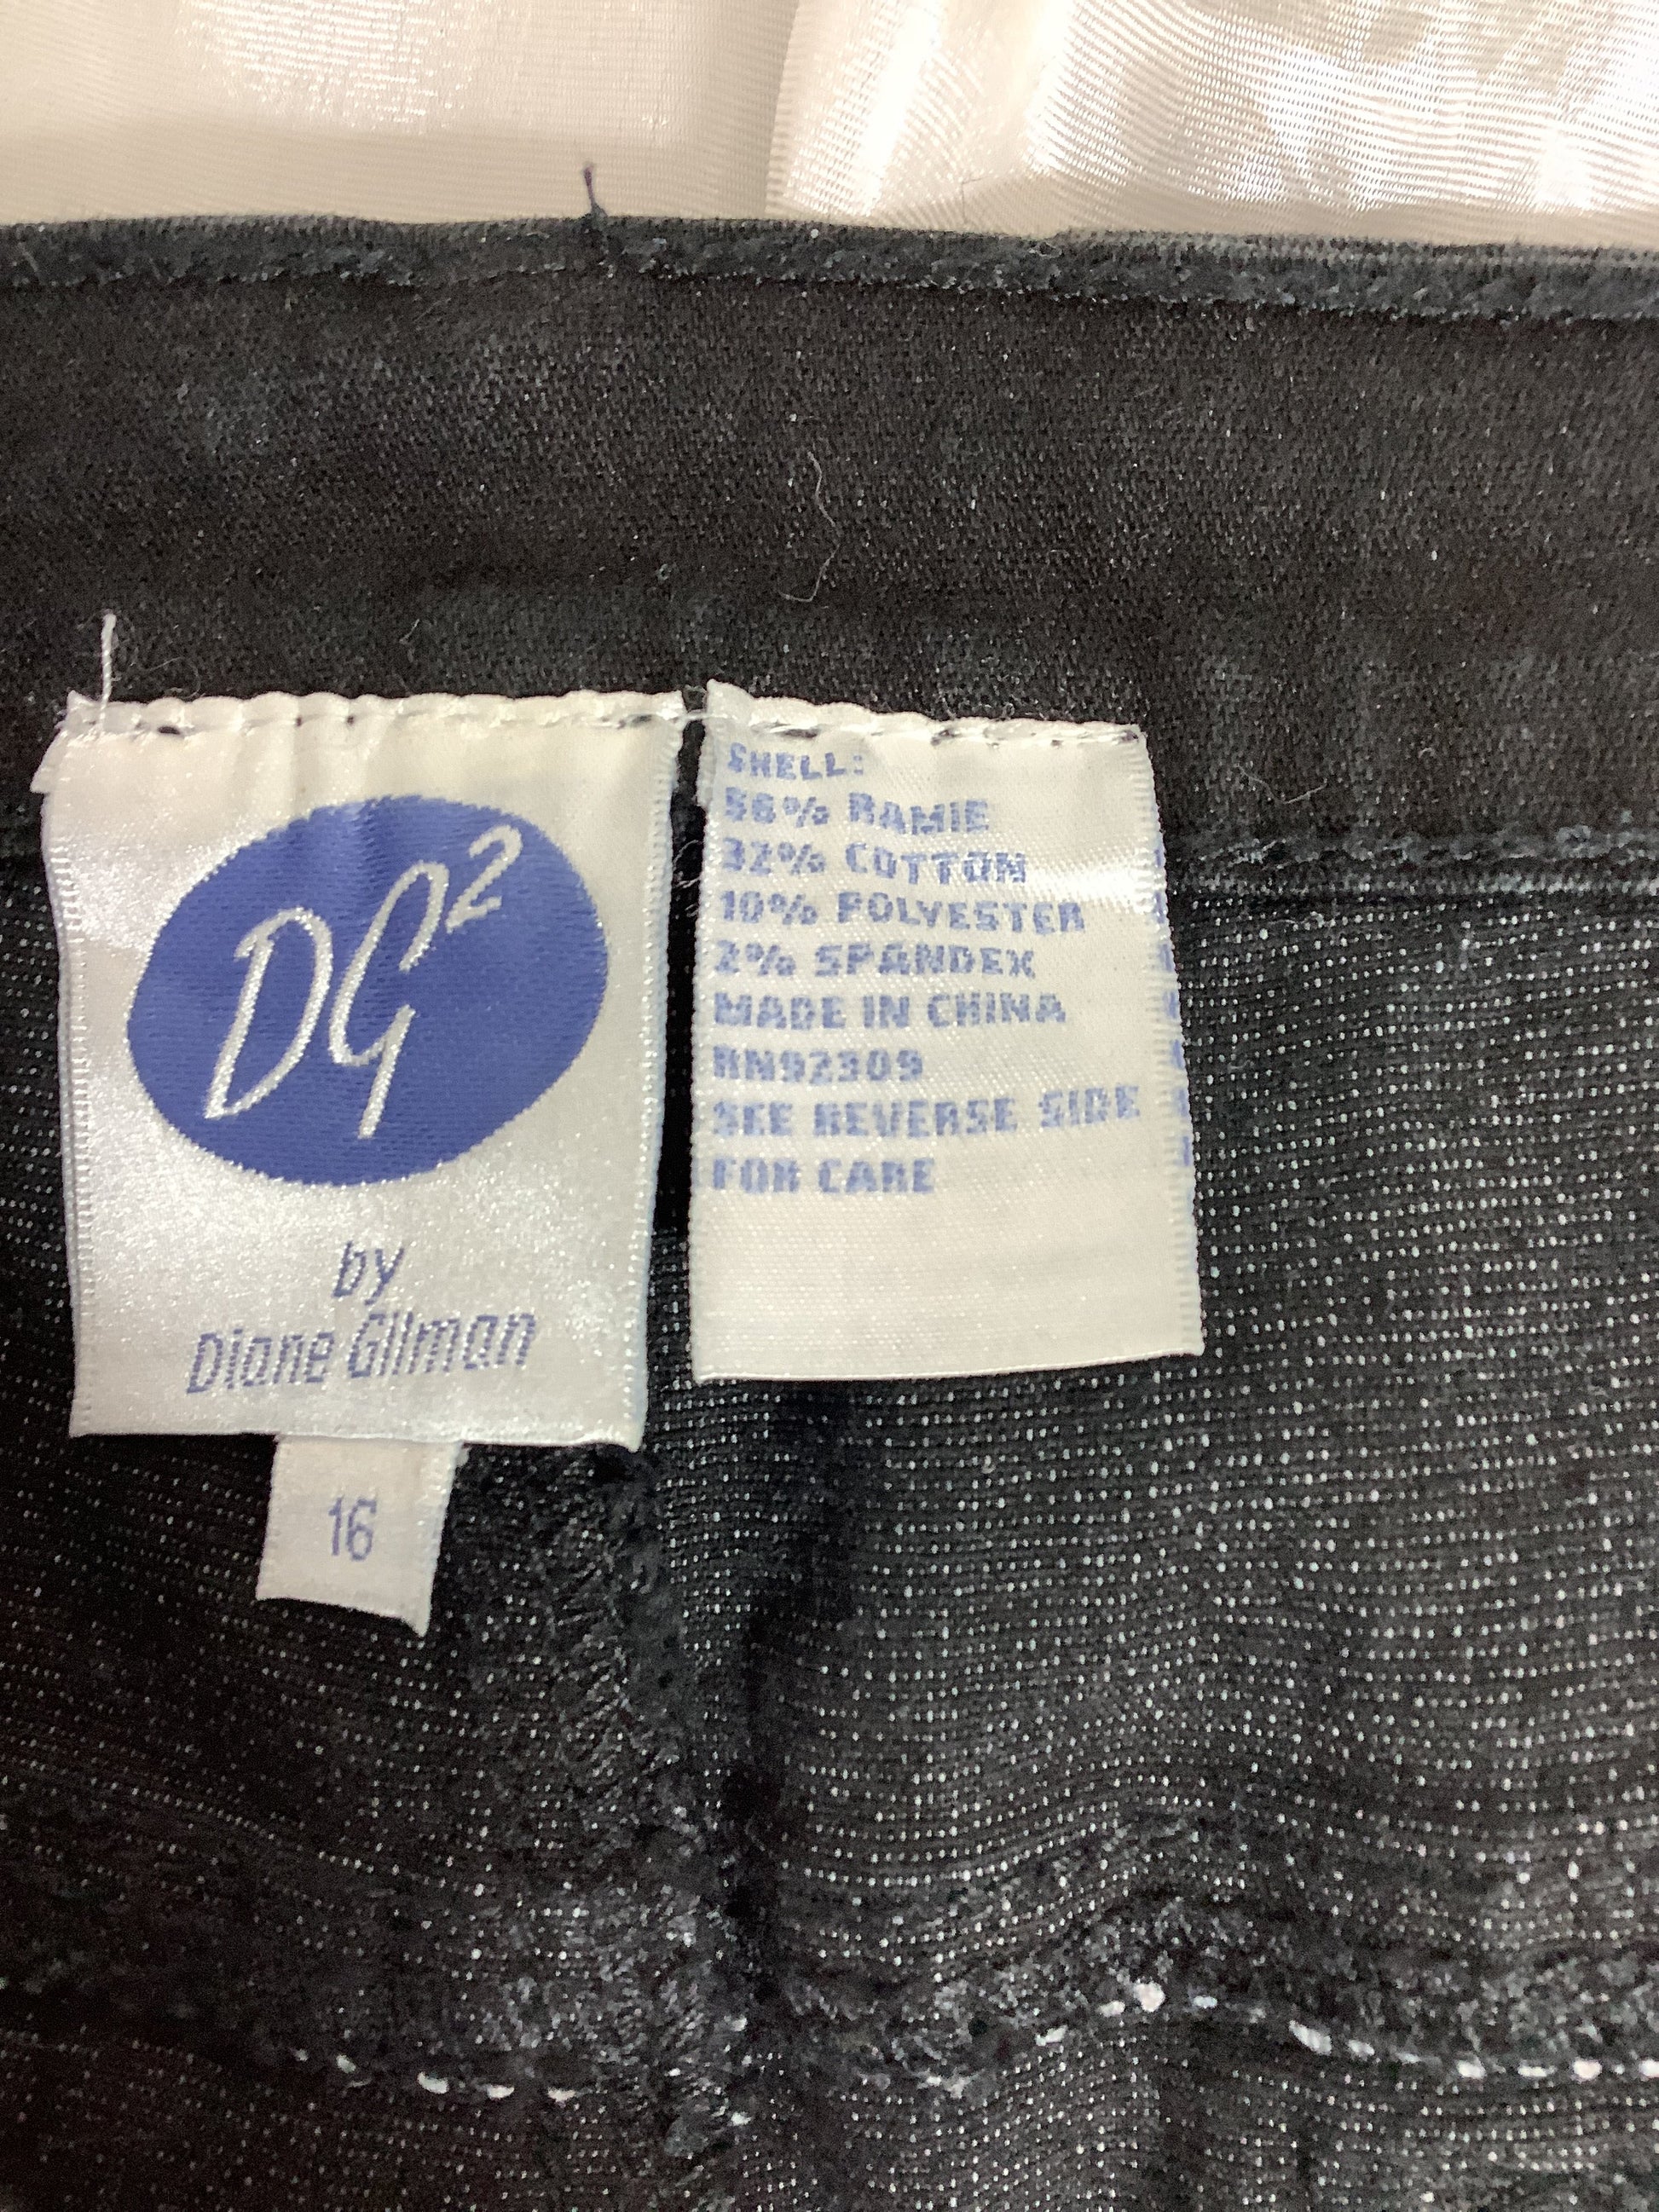 DG2
by
Diane Gilman
16
SHELL:
56% RAMIE
32% COTTON
10% POLYESTER
2% SPANDEX
MADE IN CHINA
RN92309
SEE REVERSE SIDE
FOR CARE